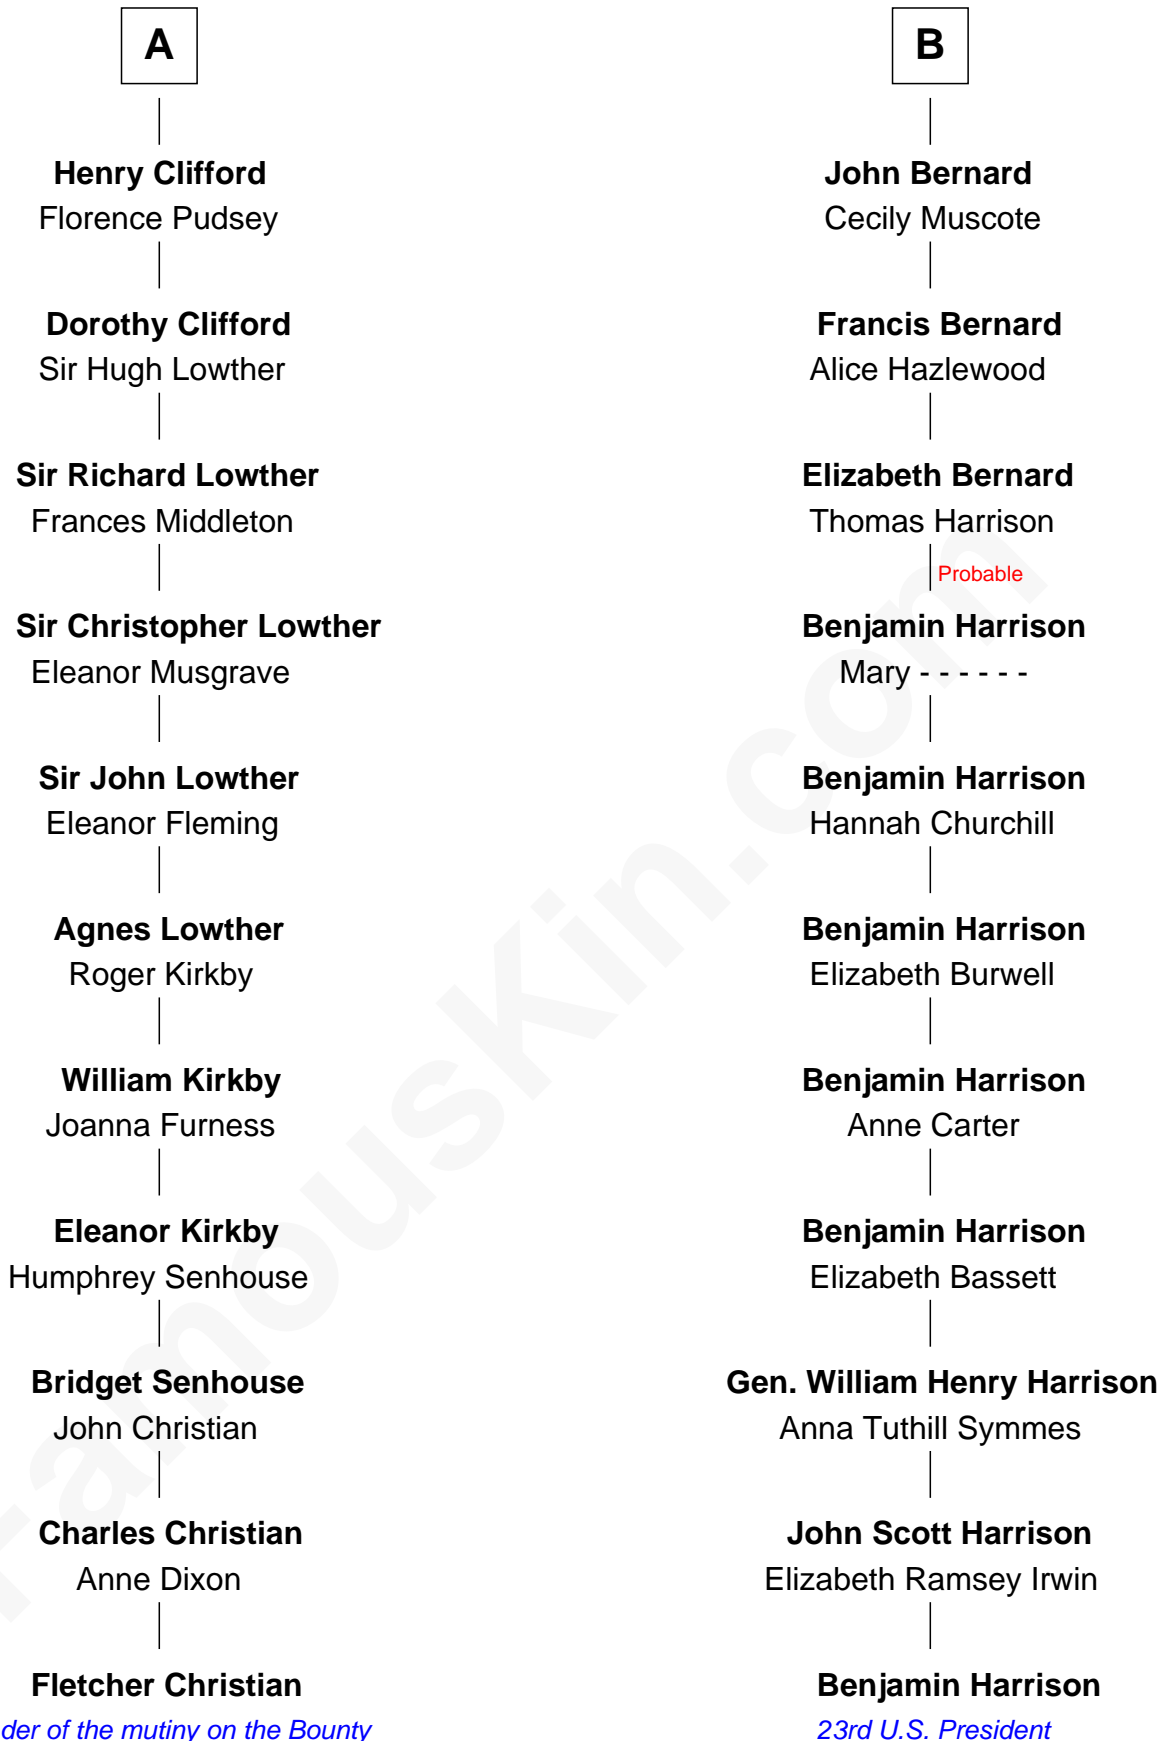 A
Henry Clifford
Florence Pudsey
Dorothy Clifford
Sir Hugh Lowther
Sir Richard Lowther
Frances Middleton
Sir Christopher Lowther
Eleanor Musgrave
Sir John Lowther
Eleanor Fleming
Agnes Lowther
Roger Kirkby
William Kirkby
Joanna Furness
Eleanor Kirkby
Humphrey Senhouse
Bridget Senhouse
John Christian
Charles Christian
Anne Dixon
Fletcher Christian
der of the mutiny on the Bounty
B
John Bernard
Cecily Muscote
Francis Bernard
Alice Hazlewood
Elizabeth Bernard
Thomas Harrison
Probable
Benjamin Harrison
Mary - - - - - -
Benjamin Harrison
Hannah Churchill
Benjamin Harrison
Elizabeth Burwell
Benjamin Harrison
Anne Carter
Benjamin Harrison
Elizabeth Bassett
Gen. William Henry Harrison
Anna Tuthill Symmes
John Scott Harrison
Elizabeth Ramsey Irwin
Benjamin Harrison
23rd U.S. President
FamousKin.com